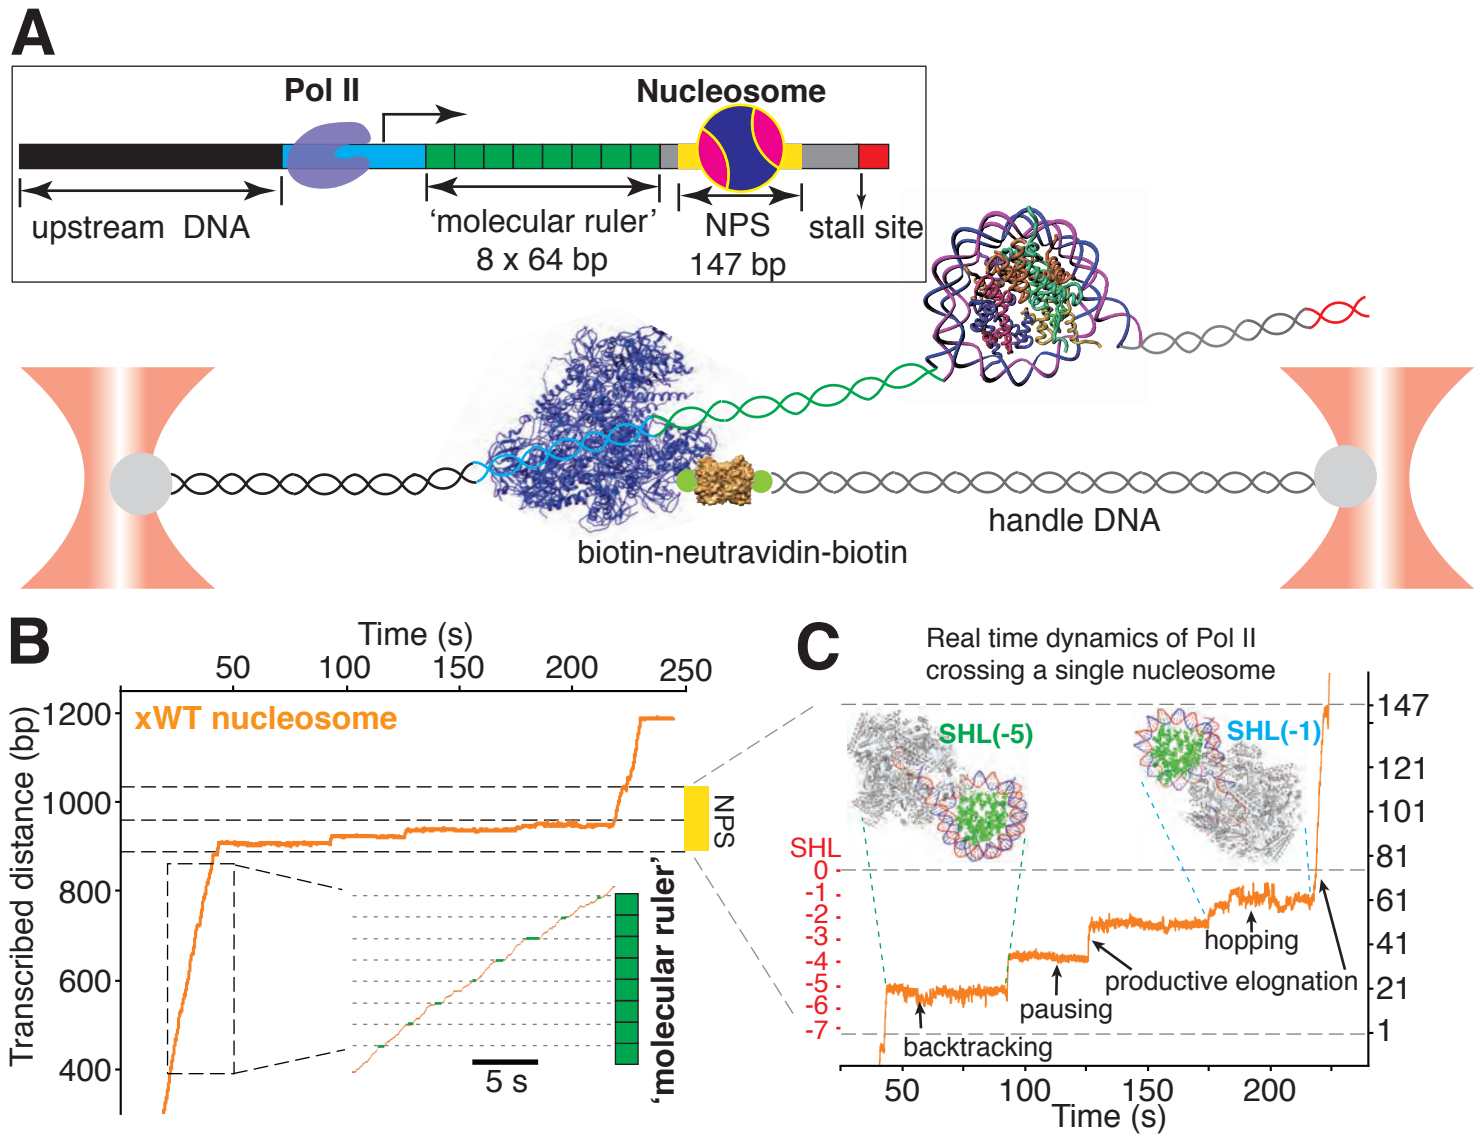 A
Pol II
Nucleosome
upstream DNA
‘molecular ruler’
8 x 64 bp
NPS
147 bp
stall site
biotin-neutravidin-biotin
handle DNA
B
Time (s)
50 100 150 200 250
Transcribed distance (bp)
1200
1000
800
600
400
xWT nucleosome
NPS
‘molecular ruler’
5 s
C
Real time dynamics of Pol II
crossing a single nucleosome
SHL(-5)
SHL(-1)
SHL
0
-1
-2
-3
-4
-5
-6
-7
147
121
101
81
61
41
21
1
hopping
productive elognation
pausing
backtracking
50 100 150 200
Time (s)